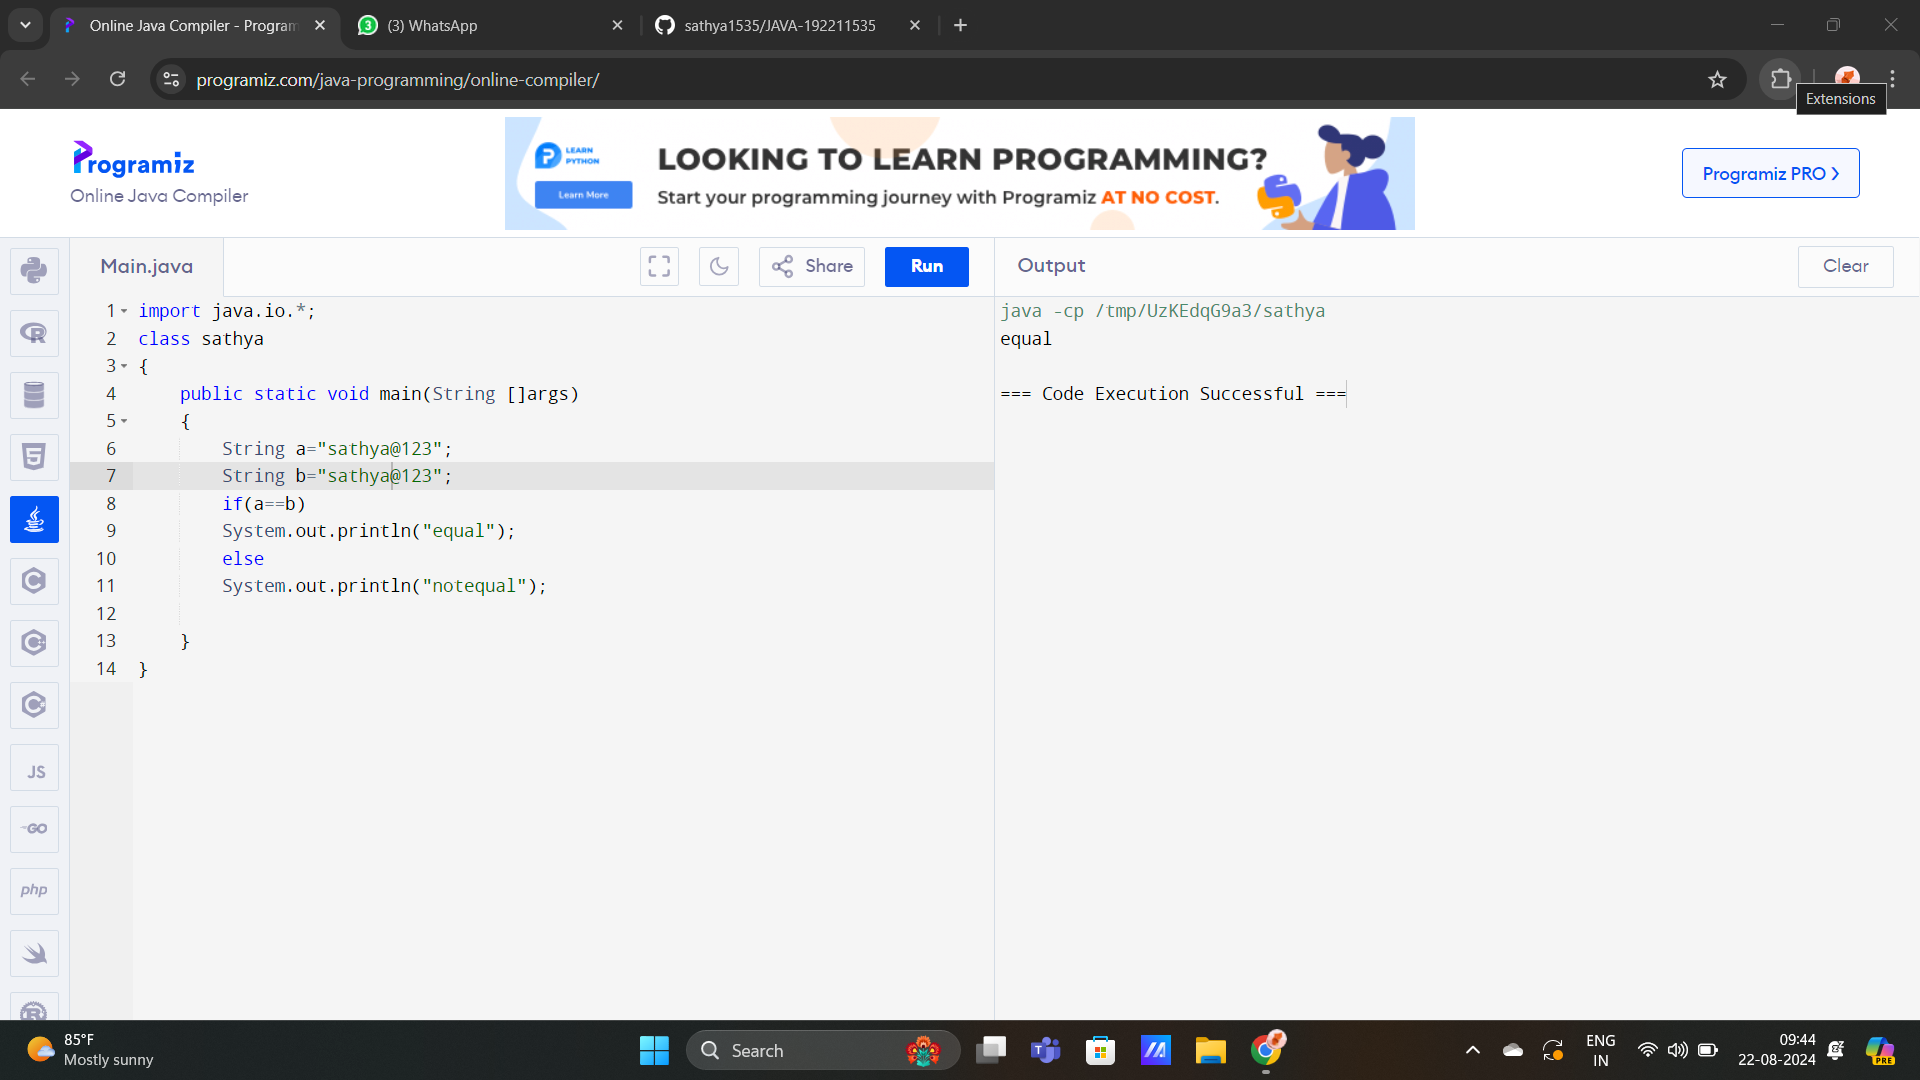 Online Java Compiler - Program
(3) WhatsApp
sathya1535/JAVA-192211535
programiz.com/java-programming/online-compiler/
Extensions
Programiz
Online Java Compiler
LEARN
PYTHON
Learn More
LOOKING TO LEARN PROGRAMMING?
Start your programming journey with Programiz AT NO COST.
Programiz PRO
Main.java
Share
Run
Output
Clear
1 import java.io.*;
2 class sathya
3 {
4 public static void main(String []args)
5 {
6 String a="sathya@123";
7 String b="sathya@123";
8 if(a==b)
9 System.out.println("equal");
10 else
11 System.out.println("notequal");
12
13 }
14 }
java -cp /tmp/UzKEdqG9a3/sathya
equal
=== Code Execution Successful ===
JS
GO
php
85°F
Mostly sunny
Search
ENG
IN
09:44
22-08-2024
PRE